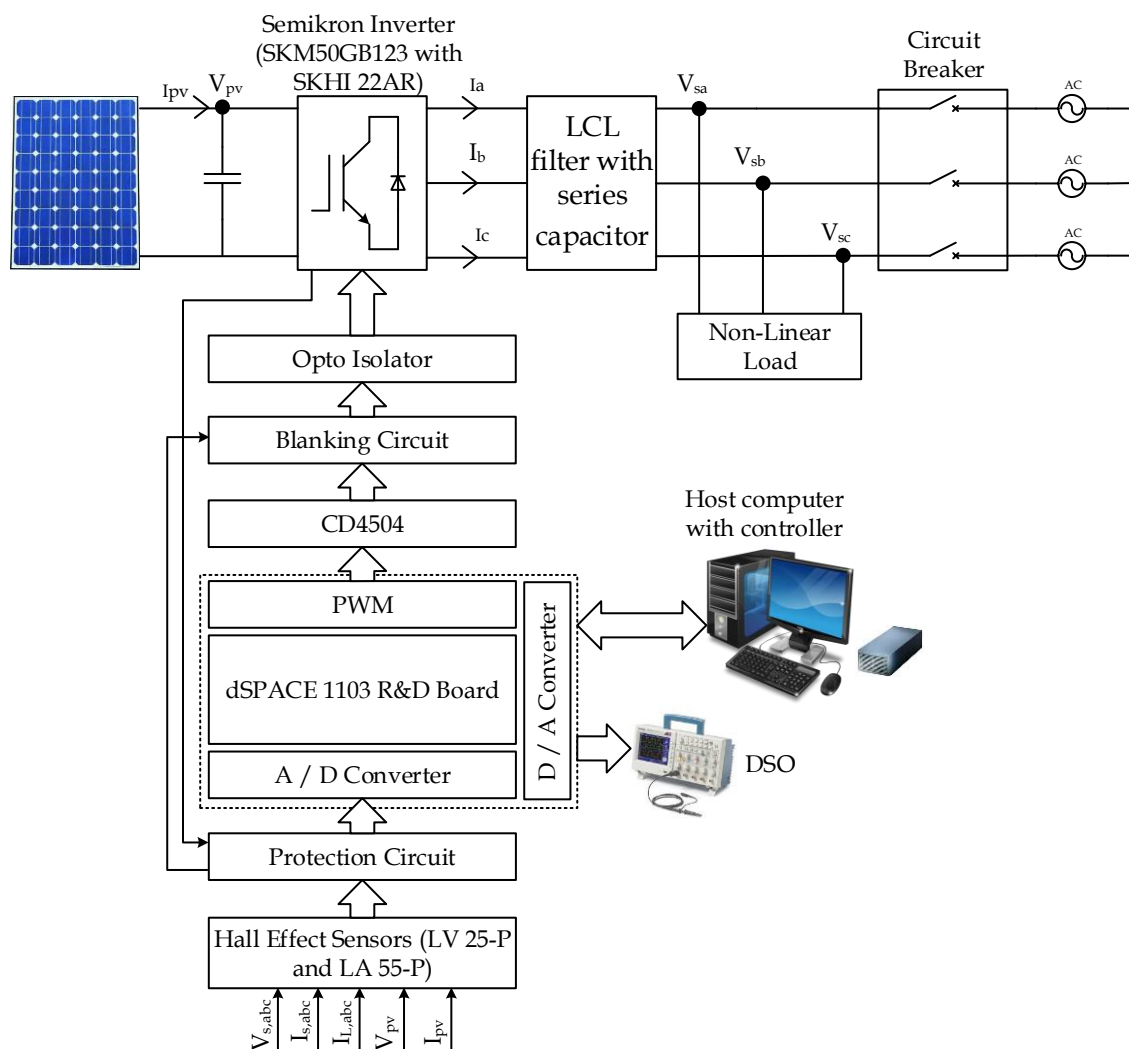 Semikron Inverter
(SKM50GB123 with
SKHI 22AR)
Circuit
Breaker
Ipv
Vpv
Ia
Ib
Ic
LCL
filter with
series
capacitor
Vsa
Vsb
Vsc
AC
AC
AC
Non-Linear
Load
Opto Isolator
Blanking Circuit
CD4504
PWM
dSPACE 1103 R&D Board
A / D Converter
D / A Converter
Host computer
with controller
DSO
Protection Circuit
Hall Effect Sensors (LV 25-P
and LA 55-P)
Vs,abc
Is,abc
IL,abc
Vpv
Ipv